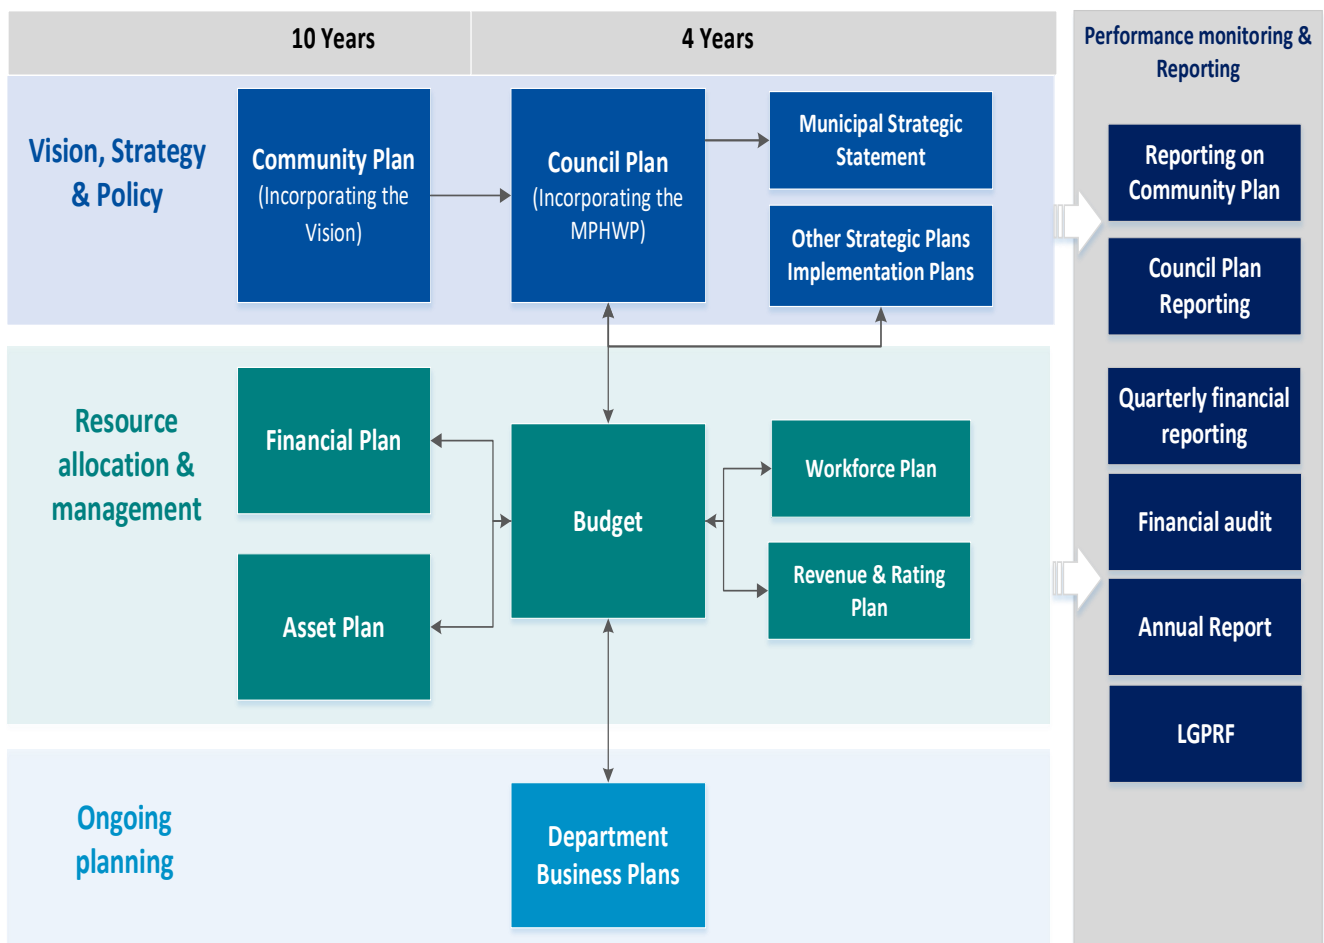 10 Years
4 Years
Performance monitoring &
Reporting
Vision, Strategy
& Policy
Community Plan
(Incorporating the
Vision)
Council Plan
(Incorporating the
MPHWP)
Municipal Strategic
Statement
Other Strategic Plans
Implementation Plans
Reporting on
Community Plan
Council Plan
Reporting
Resource
allocation &
management
Financial Plan
Asset Plan
Budget
Workforce Plan
Revenue & Rating
Plan
Quarterly financial
reporting
Financial audit
Annual Report
LGPRF
Ongoing
planning
Department
Business Plans